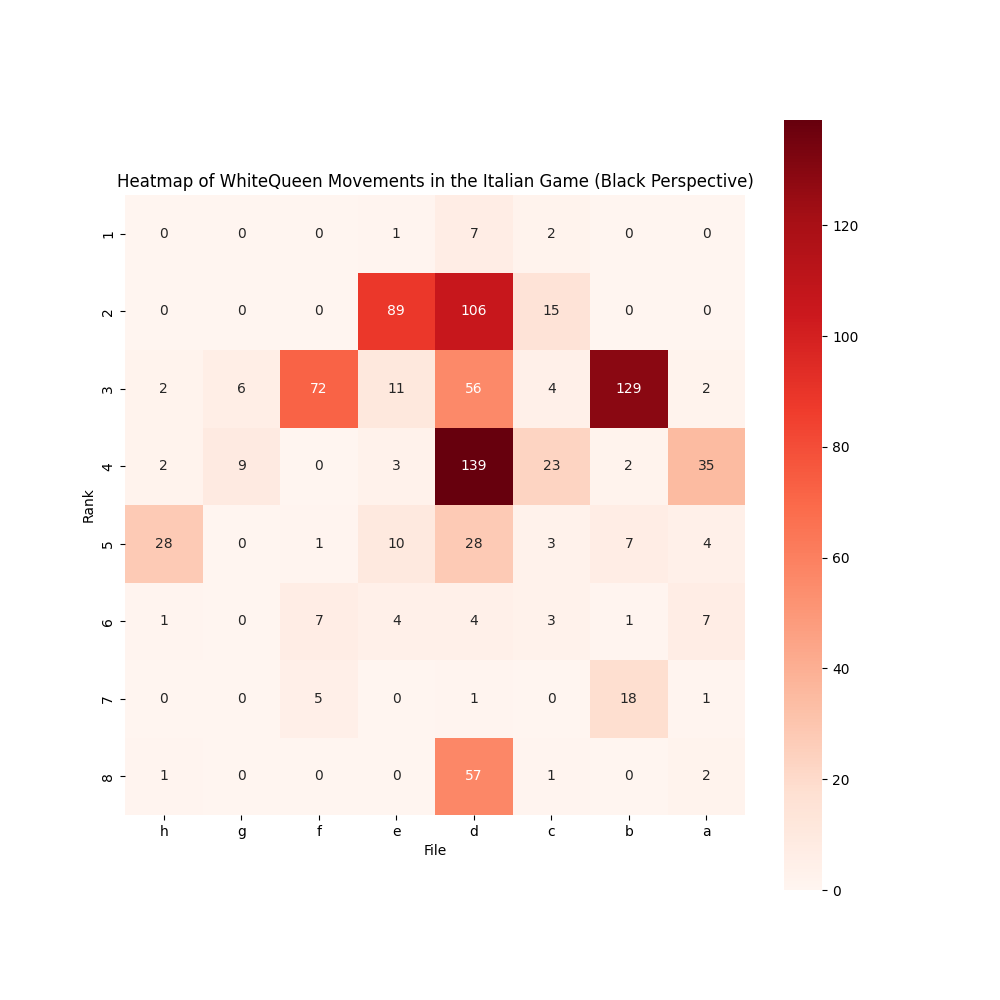 Heatmap of WhiteQueen Movements in the Italian Game (Black Perspective)
1 0 0 0 1 7 2 0 0
2 0 0 0 89 106 15 0 0
3 2 6 72 11 56 4 129 2
4 2 9 0 3 139 23 2 35
5 28 0 1 10 28 3 7 4
6 1 0 7 4 4 3 1 7
7 0 0 5 0 1 0 18 1
8 1 0 0 0 57 1 0 2
Rank
h g f e d c b a
File
120
100
80
60
40
20
0